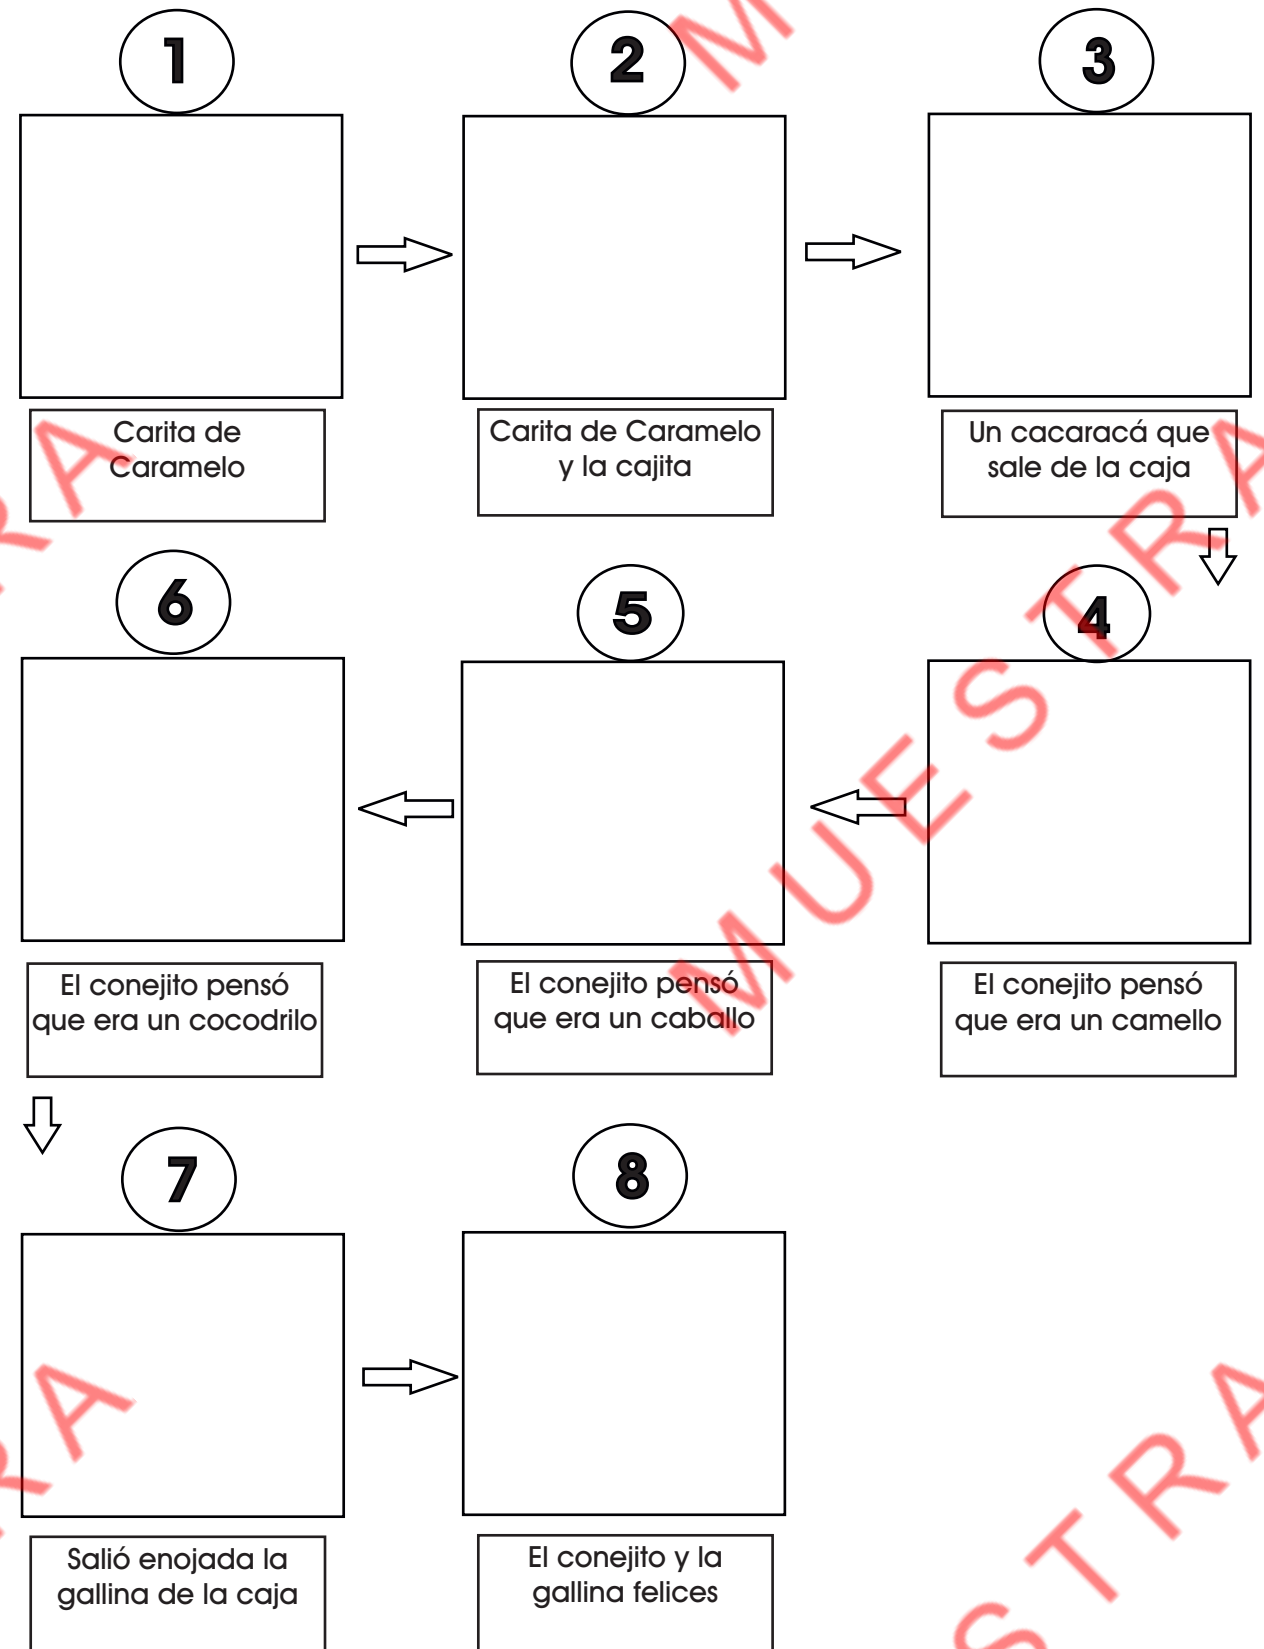 1
2
3
Carita de
Caramelo
Carita de Caramelo
y la cajita
Un cacaracá que
sale de la caja
4
5
6
El conejito pensó
que era un camello
El conejito pensó
que era un caballo
El conejito pensó
que era un cocodrilo
7
8
Salió enojada la
gallina de la caja
El conejito y la
gallina felices
MUESTRA
M
RA
RA
STRA